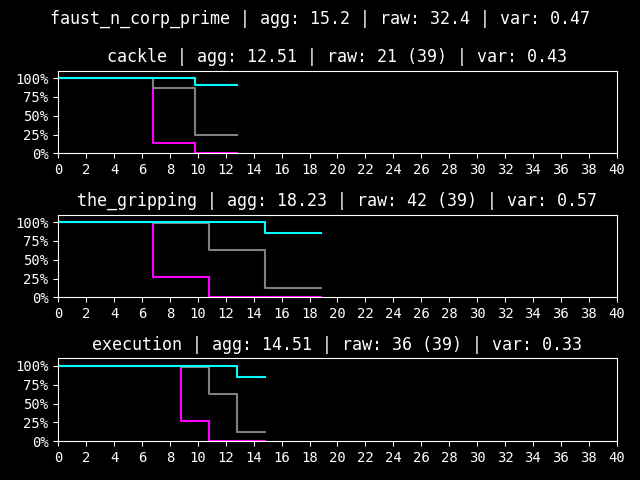 faust_n_corp_prime | agg: 15.2 | raw: 32.4 | var: 0.47
cackle | agg: 12.51 | raw: 21 (39) | var: 0.43
100%
75%
50%
25%
0%
0 2 4 6 8 10 12 14 16 18 20 22 24 26 28 30 32 34 36 38 40
the_gripping | agg: 18.23 | raw: 42 (39) | var: 0.57
100%
75%
50%
25%
0%
0 2 4 6 8 10 12 14 16 18 20 22 24 26 28 30 32 34 36 38 40
execution | agg: 14.51 | raw: 36 (39) | var: 0.33
100%
75%
50%
25%
0%
0 2 4 6 8 10 12 14 16 18 20 22 24 26 28 30 32 34 36 38 40